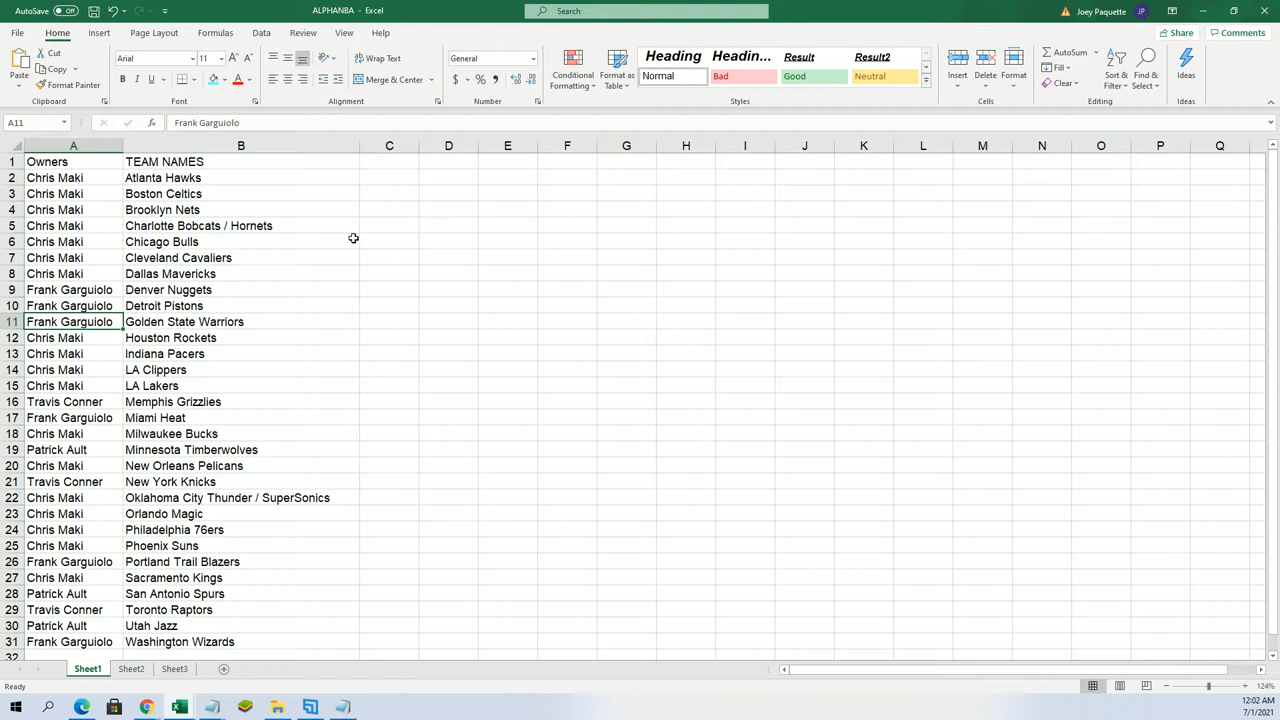 AutoSave Off ALPHANBA - Excel Search Joey Paquette JP
File Home Insert Page Layout Formulas Data Review View Help Share Comments
Paste Cut Copy Format Painter Clipboard
Arial 11 B I U A Font
Wrap Text Merge & Center Alignment
General $ % Number
Conditional Formatting Format as Table
Heading Headin... Result Result2
Normal Bad Good Neutral
Styles
Insert Delete Format Cells
AutoSum Fill Clear Sort & Filter Find & Select Editing
Ideas Ideas
A11 fx Frank Garguiolo
A B C D E F G H I J K L M N O P Q
1 Owners TEAM NAMES
2 Chris Maki Atlanta Hawks
3 Chris Maki Boston Celtics
4 Chris Maki Brooklyn Nets
5 Chris Maki Charlotte Bobcats / Hornets
6 Chris Maki Chicago Bulls
7 Chris Maki Cleveland Cavaliers
8 Chris Maki Dallas Mavericks
9 Frank Garguiolo Denver Nuggets
10 Frank Garguiolo Detroit Pistons
11 Frank Garguiolo Golden State Warriors
12 Chris Maki Houston Rockets
13 Chris Maki Indiana Pacers
14 Chris Maki LA Clippers
15 Chris Maki LA Lakers
16 Travis Conner Memphis Grizzlies
17 Frank Garguiolo Miami Heat
18 Chris Maki Milwaukee Bucks
19 Patrick Ault Minnesota Timberwolves
20 Chris Maki New Orleans Pelicans
21 Travis Conner New York Knicks
22 Chris Maki Oklahoma City Thunder / SuperSonics
23 Chris Maki Orlando Magic
24 Chris Maki Philadelphia 76ers
25 Chris Maki Phoenix Suns
26 Frank Garguiolo Portland Trail Blazers
27 Chris Maki Sacramento Kings
28 Patrick Ault San Antonio Spurs
29 Travis Conner Toronto Raptors
30 Patrick Ault Utah Jazz
31 Frank Garguiolo Washington Wizards
32
Sheet1 Sheet2 Sheet3
Ready 124%
12:02 AM
7/1/2021